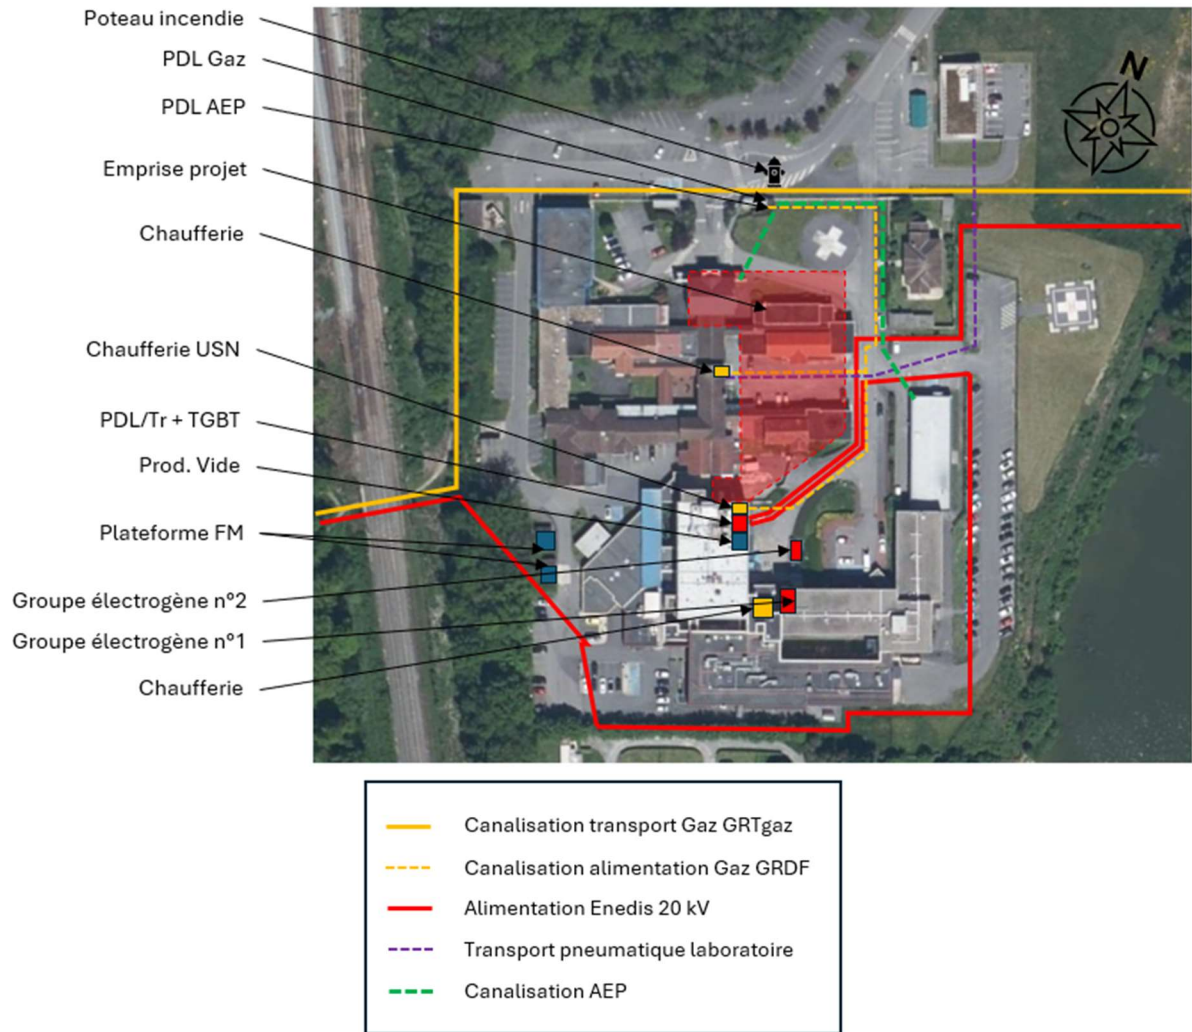 Poteau incendie
PDL Gaz
PDL AEP
Emprise projet
Chaufferie
Chaufferie USN
PDL/Tr + TGBT
Prod. Vide
Plateforme FM
Groupe électrogène n°2
Groupe électrogène n°1
Chaufferie
N
Canalisation transport Gaz GRTgaz
Canalisation alimentation Gaz GRDF
Alimentation Enedis 20 kV
Transport pneumatique laboratoire
Canalisation AEP